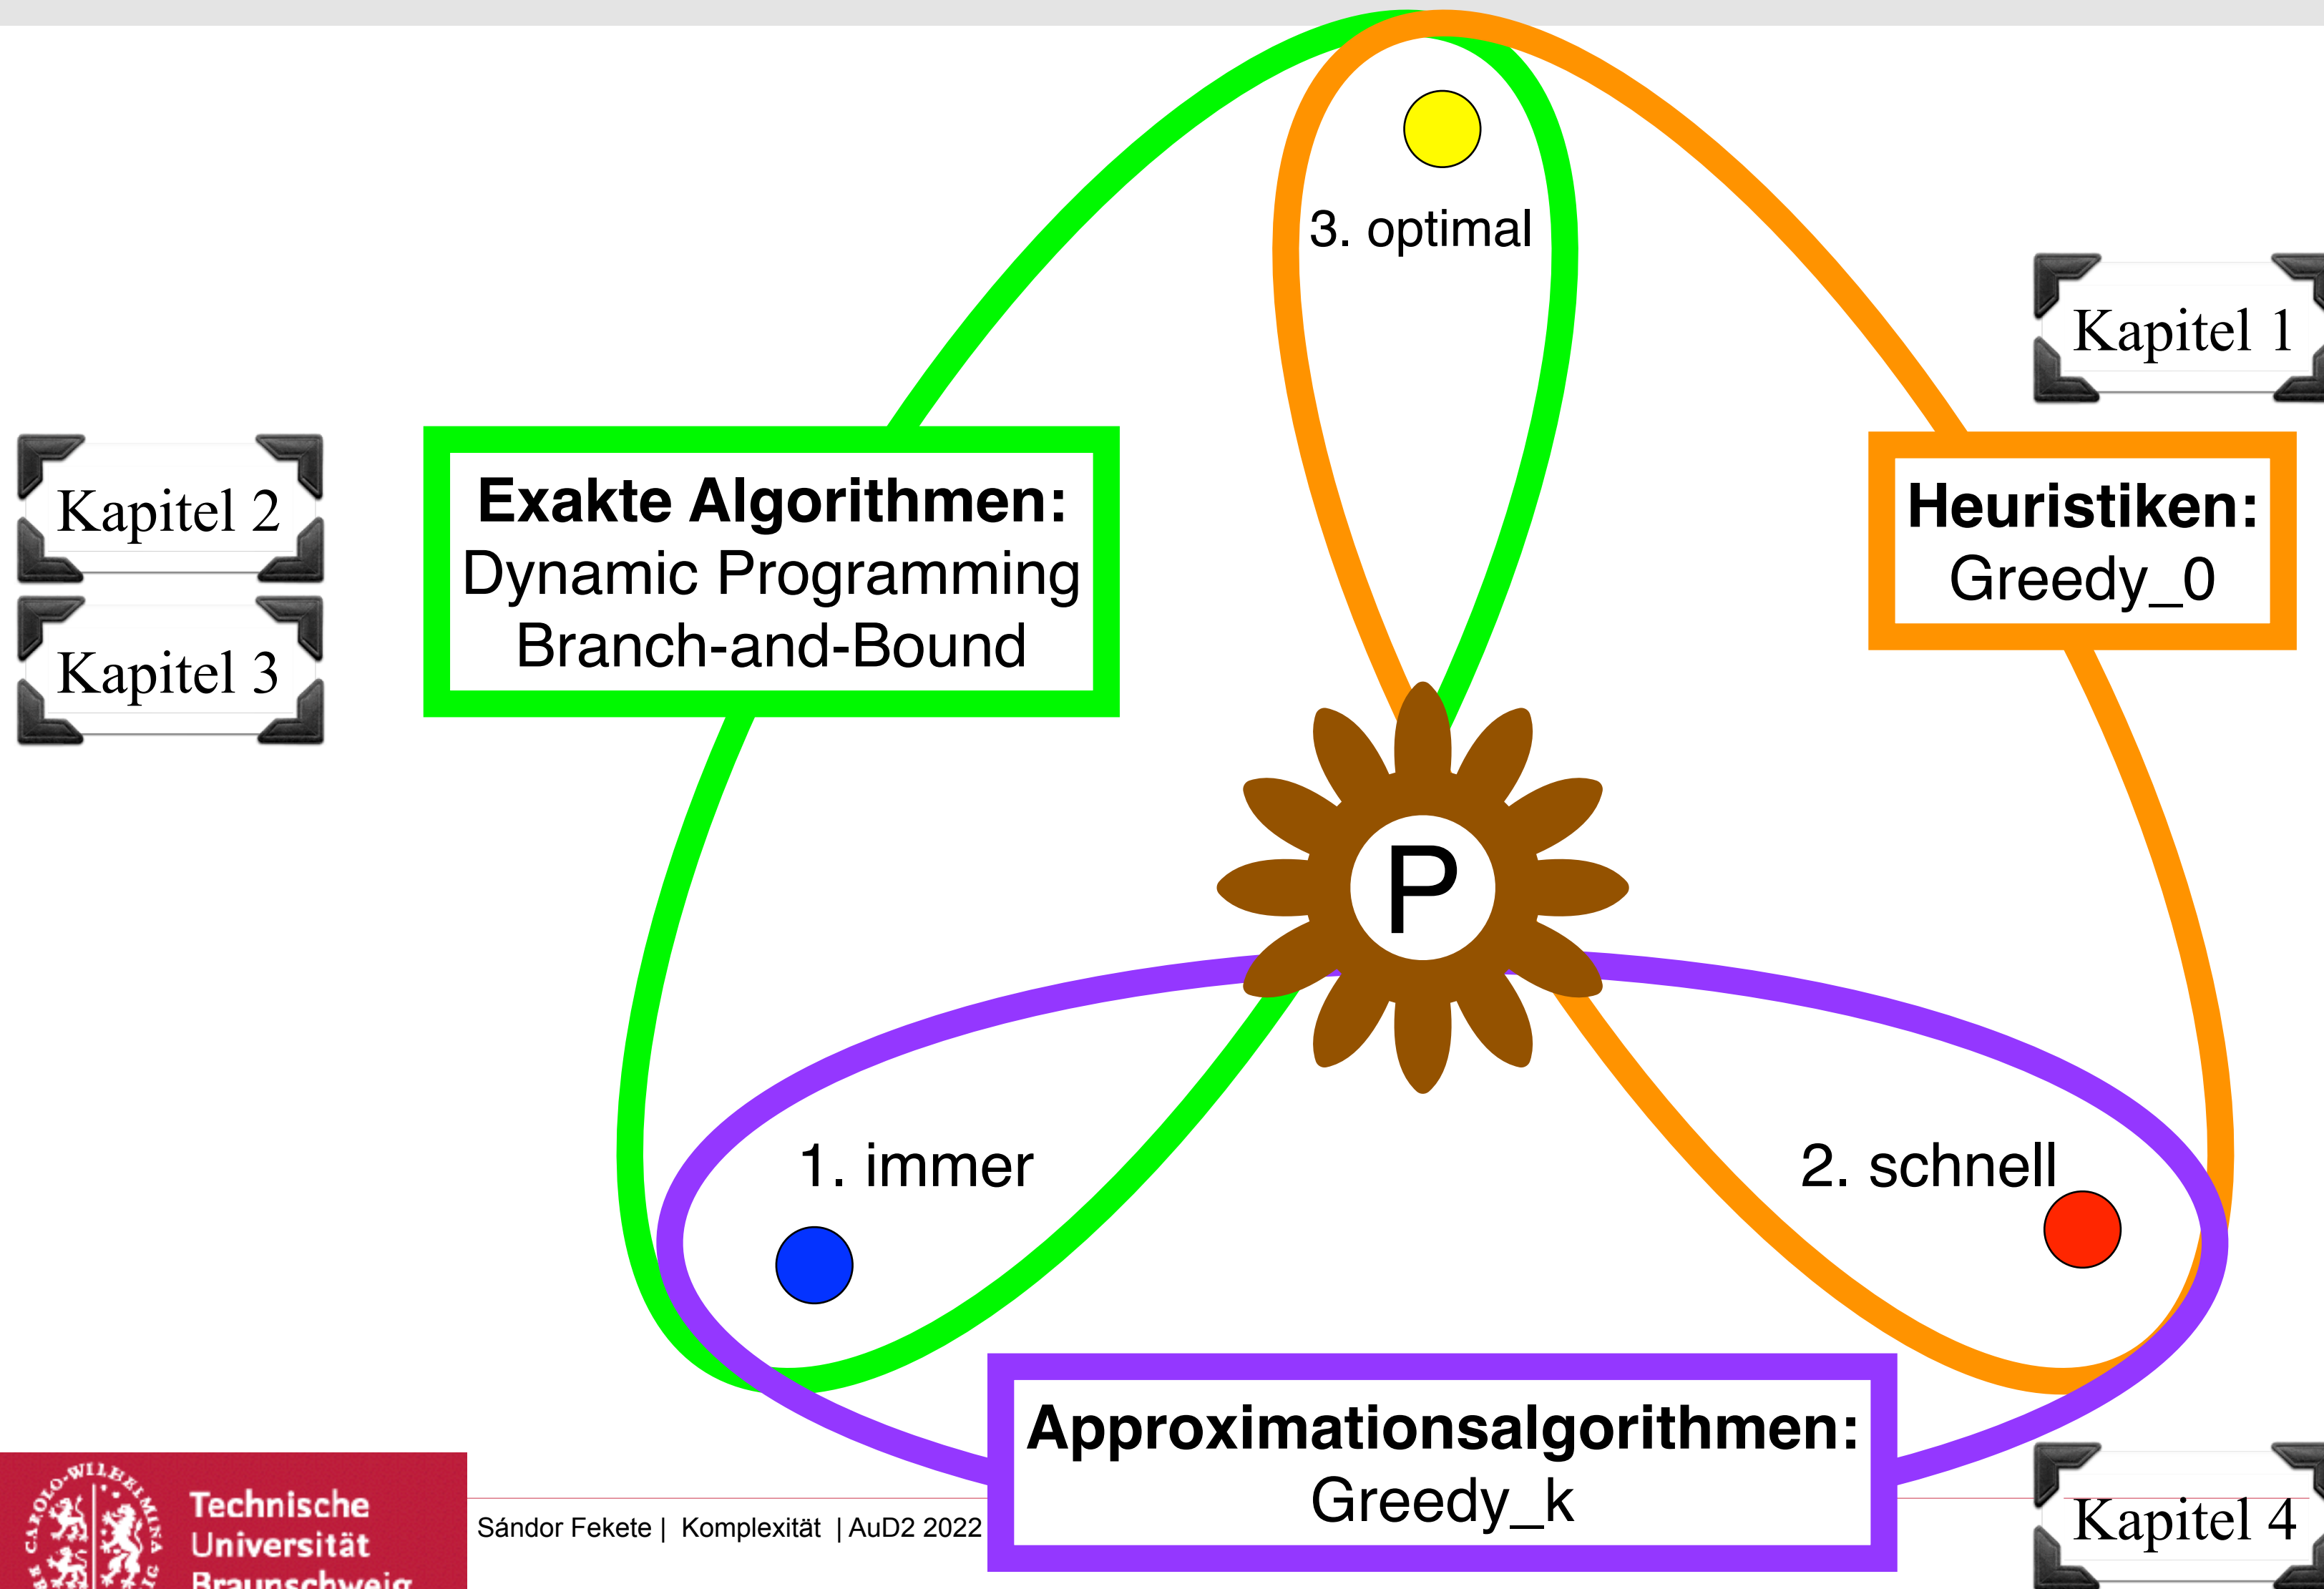 3. optimal
Kapitel 1
Kapitel 2
Kapitel 3
Exakte Algorithmen:
Dynamic Programming
Branch-and-Bound
Heuristiken:
Greedy_0
P
1. immer
2. schnell
Approximationsalgorithmen:
Greedy_k
Kapitel 4
Technische
Universität
Braunschweig
Sándor Fekete | Komplexität | AuD2 2022